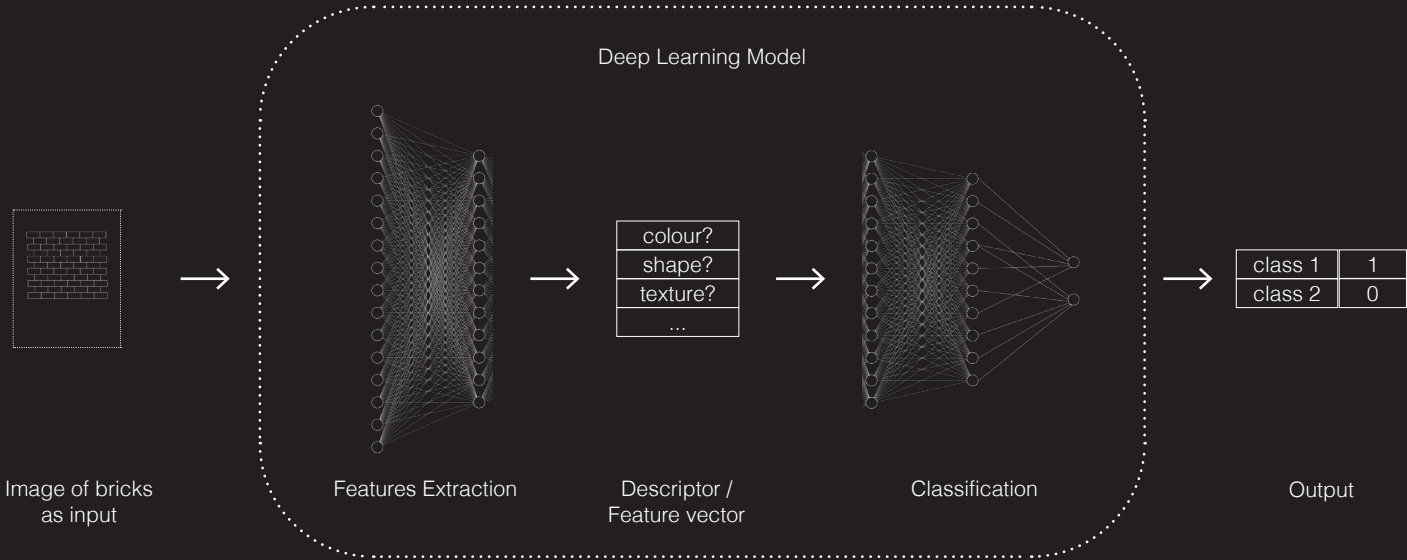 Deep Learning Model
colour?
shape?
texture?
...
class 1 1
class 2 0
Image of bricks
as input
Features Extraction
Descriptor /
Feature vector
Classification
Output